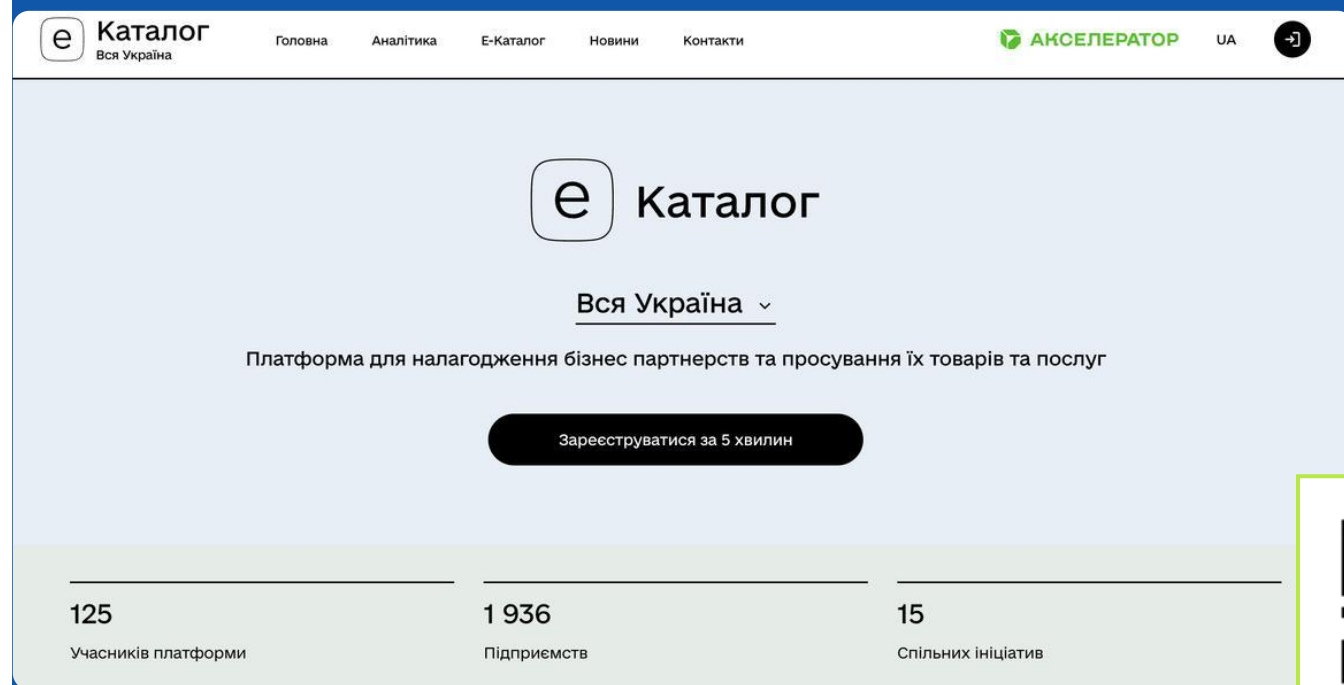 e Каталог
Вся Україна
Головна Аналітика Е-Каталог Новини Контакти
АКСЕЛЕРАТОР UA
e Каталог
Вся Україна
Платформа для налагодження бізнес партнерств та просування їх товарів та послуг
Зареєструватися за 5 хвилин
125 1 936 15
Учасників платформи Підприємств Спільних ініціатив